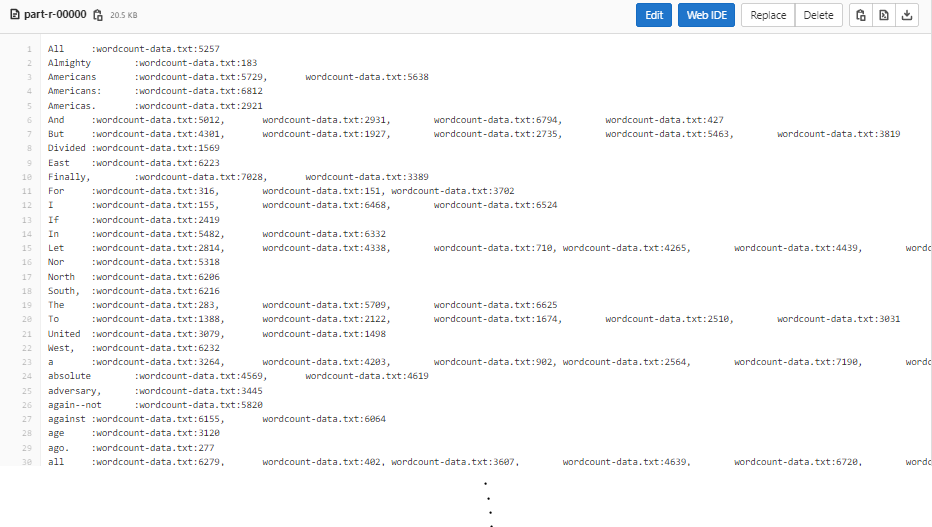 part-r-00000 20.5 KB Edit Web IDE Replace Delete
1 All :wordcount-data.txt:5257
2 Almighty :wordcount-data.txt:183
3 Americans :wordcount-data.txt:5729, wordcount-data.txt:5638
4 Americans: :wordcount-data.txt:6812
5 Americas. :wordcount-data.txt:2921
6 And :wordcount-data.txt:5012, wordcount-data.txt:2931, wordcount-data.txt:6794, wordcount-data.txt:427
7 But :wordcount-data.txt:4301, wordcount-data.txt:1927, wordcount-data.txt:2735, wordcount-data.txt:5463, wordcount-data.txt:3819
8 Divided :wordcount-data.txt:1569
9 East :wordcount-data.txt:6223
10 Finally, :wordcount-data.txt:7028, wordcount-data.txt:3389
11 For :wordcount-data.txt:316, wordcount-data.txt:151, wordcount-data.txt:3702
12 I :wordcount-data.txt:155, wordcount-data.txt:6468, wordcount-data.txt:6524
13 If :wordcount-data.txt:2419
14 In :wordcount-data.txt:5482, wordcount-data.txt:6332
15 Let :wordcount-data.txt:2814, wordcount-data.txt:4338, wordcount-data.txt:710, wordcount-data.txt:4265, wordcount-data.txt:4439, wordc
16 Nor :wordcount-data.txt:5318
17 North :wordcount-data.txt:6206
18 South, :wordcount-data.txt:6216
19 The :wordcount-data.txt:283, wordcount-data.txt:5709, wordcount-data.txt:6625
20 To :wordcount-data.txt:1388, wordcount-data.txt:2122, wordcount-data.txt:1674, wordcount-data.txt:2510, wordcount-data.txt:3031
21 United :wordcount-data.txt:3079, wordcount-data.txt:1498
22 West, :wordcount-data.txt:6232
23 a :wordcount-data.txt:3264, wordcount-data.txt:4203, wordcount-data.txt:902, wordcount-data.txt:2564, wordcount-data.txt:7190, wordc
24 absolute :wordcount-data.txt:4569, wordcount-data.txt:4619
25 adversary, :wordcount-data.txt:3445
26 again--not :wordcount-data.txt:5820
27 against :wordcount-data.txt:6155, wordcount-data.txt:6064
28 age :wordcount-data.txt:3120
29 ago. :wordcount-data.txt:277
30 all :wordcount-data.txt:6279, wordcount-data.txt:402, wordcount-data.txt:3607, wordcount-data.txt:4639, wordcount-data.txt:6720, wordc